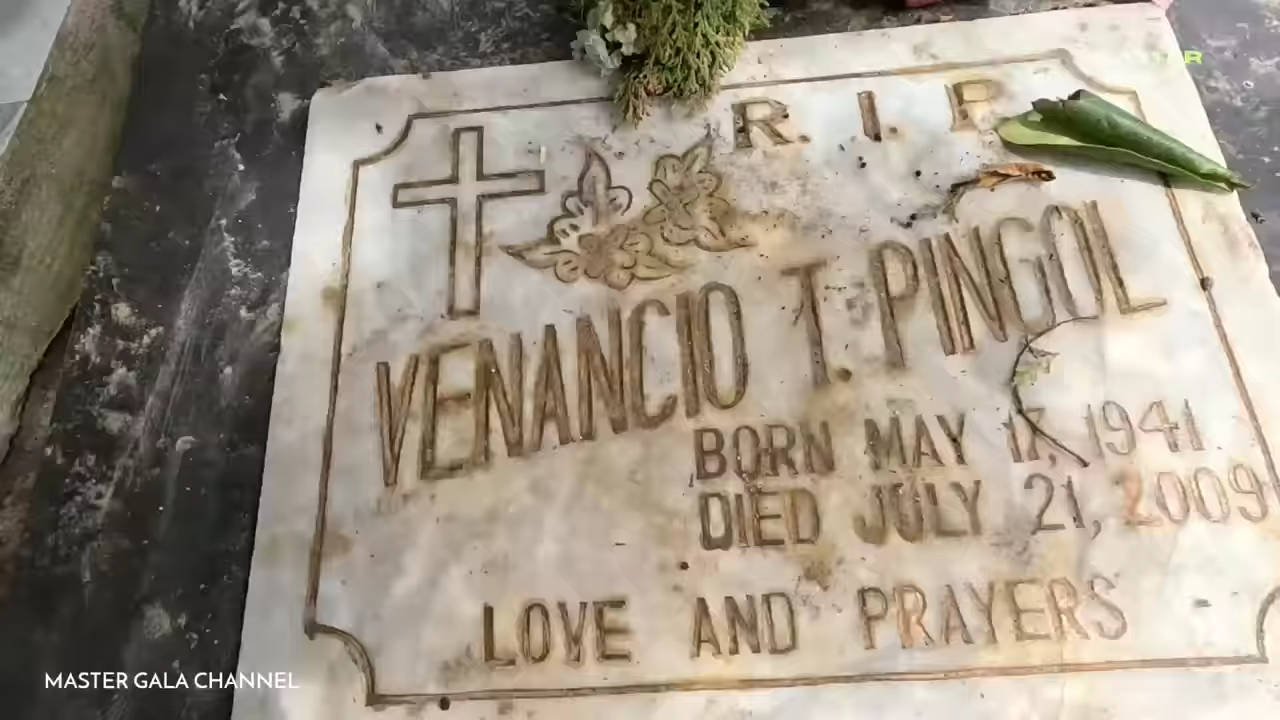 R. I. P
VENANCIO T. PINGOL
BORN MAY 17, 1941
DIED JULY 21, 2009
LOVE AND PRAYERS
MASTER GALA CHANNEL